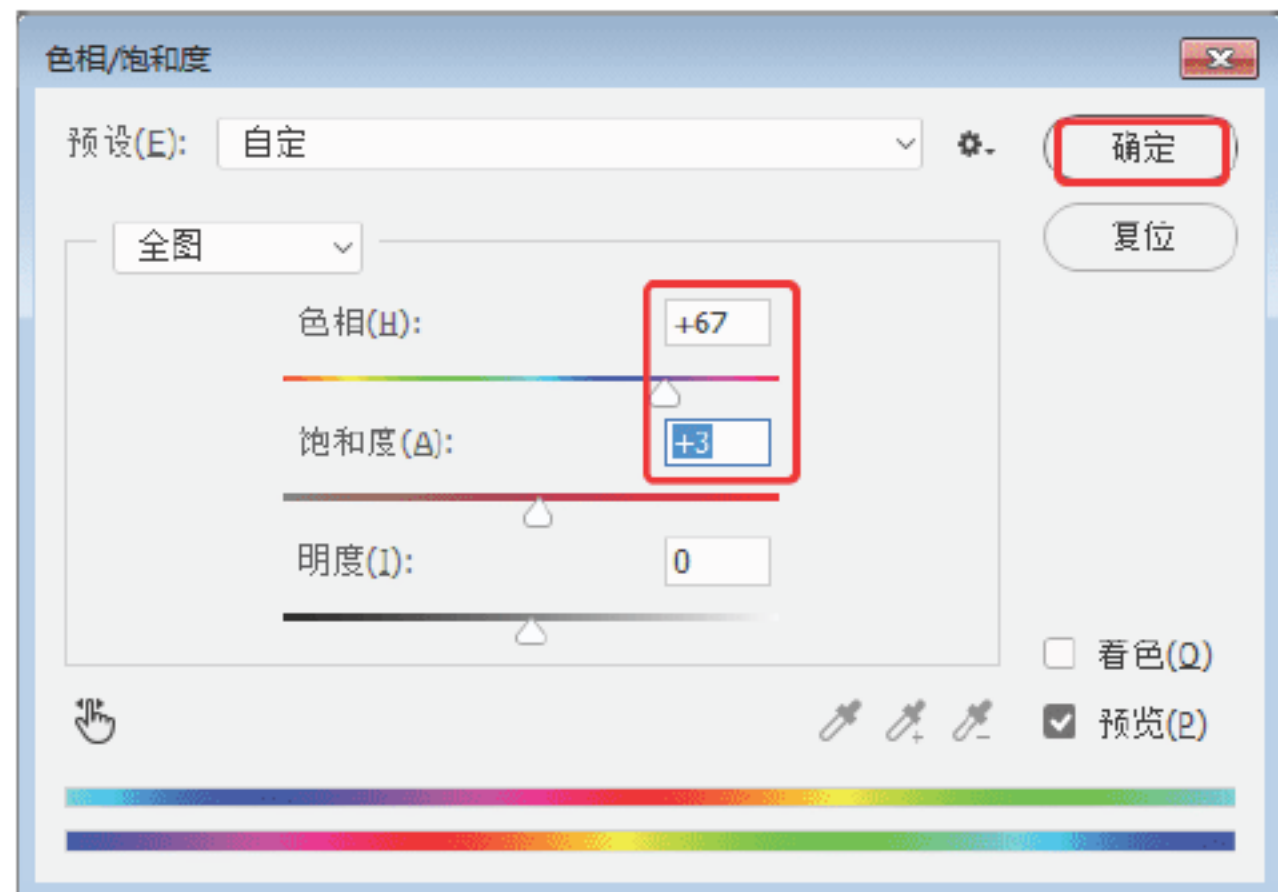 色相/饱和度
预设(E): 自定
确定
复位
全图
色相(H): +67
饱和度(A): +3
明度(I): 0
着色(O)
预览(P)